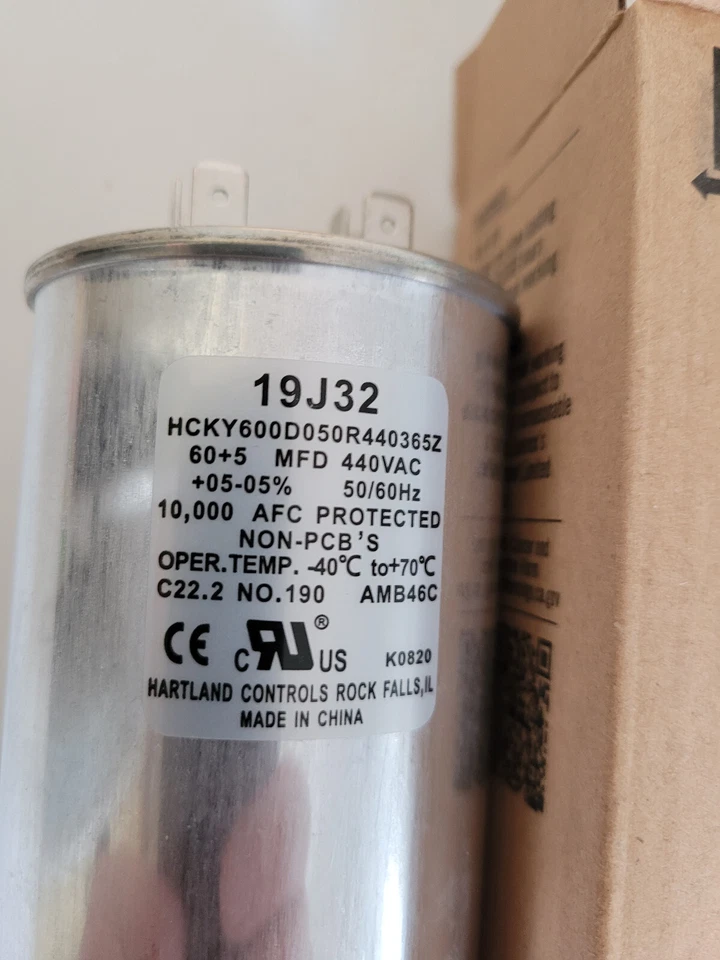 19J32
HCKY600D050R440365Z
60+5 MFD 440VAC
+05-05% 50/60Hz
10,000 AFC PROTECTED
NON-PCB'S
OPER.TEMP. -40℃ to+70℃
C22.2 NO.190 AMB46C
CE c RU ® US K0820
HARTLAND CONTROLS ROCK FALLS,IL
MADE IN CHINA